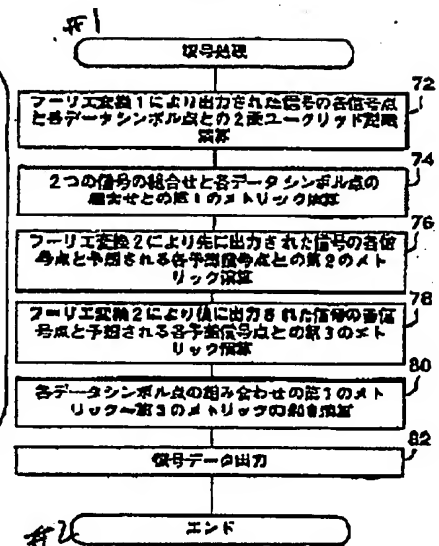 #1
復号処理
72
フーリエ変換1により出力された信号の各信号点
と各データシンボル点との2乗ユークリッド距離
演算
74
2つの信号の組合せと各データシンボル点の
組合せとの第1のメトリック演算
76
フーリエ変換2により先に出力された信号の各信
号点と予想される各予想信号点との第2のメト
リック演算
78
フーリエ変換2により後に出力された信号の各信
号点と予想される各予想信号点との第3のメト
リック演算
80
各データシンボル点の組み合わせの第1のメト
リック〜第3のメトリックの総和演算
82
復号データ出力
#2
エンド